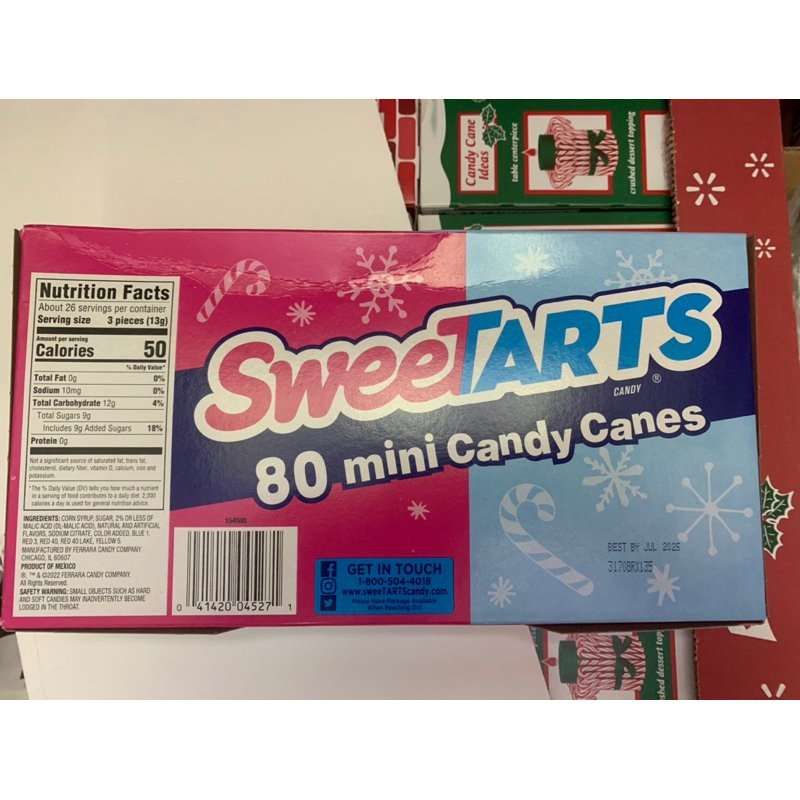 Candy Cane
Ideas
table centerpiece
crushed dessert topping
Nutrition Facts
About 26 servings per container
Serving size 3 pieces (13g)
Amount per serving
Calories 50
% Daily Value*
Total Fat 0g 0%
Sodium 10mg 0%
Total Carbohydrate 12g 4%
Total Sugars 9g
Includes 9g Added Sugars 18%
Protein 0g
Not a significant source of saturated fat, trans fat,
cholesterol, dietary fiber, vitamin D, calcium, iron and
potassium.
*The % Daily Value (DV) tells you how much a nutrient
in a serving of food contributes to a daily diet. 2,000
calories a day is used for general nutrition advice.
INGREDIENTS: CORN SYRUP, SUGAR, 2% OR LESS OF
MALIC ACID (DL-MALIC ACID), NATURAL AND ARTIFICIAL
FLAVORS, SODIUM CITRATE, COLOR ADDED, BLUE 1,
RED 3, RED 40, RED 40 LAKE, YELLOW 5.
MANUFACTURED BY FERRARA CANDY COMPANY
CHICAGO, IL 60607
PRODUCT OF MEXICO
®, ™ & ©2022 FERRARA CANDY COMPANY.
All Rights Reserved.
SAFETY WARNING: SMALL OBJECTS SUCH AS HARD
AND SOFT CANDIES MAY INADVERTENTLY BECOME
LODGED IN THE THROAT.
SweeTARTS
CANDY ®
80 mini Candy Canes
0 41420 04527 1
GET IN TOUCH
1-800-504-4018
www.sweeTARTScandy.com
Please Have Package Available
When Reaching Out
BEST BY JUL 2025
shed dessert top